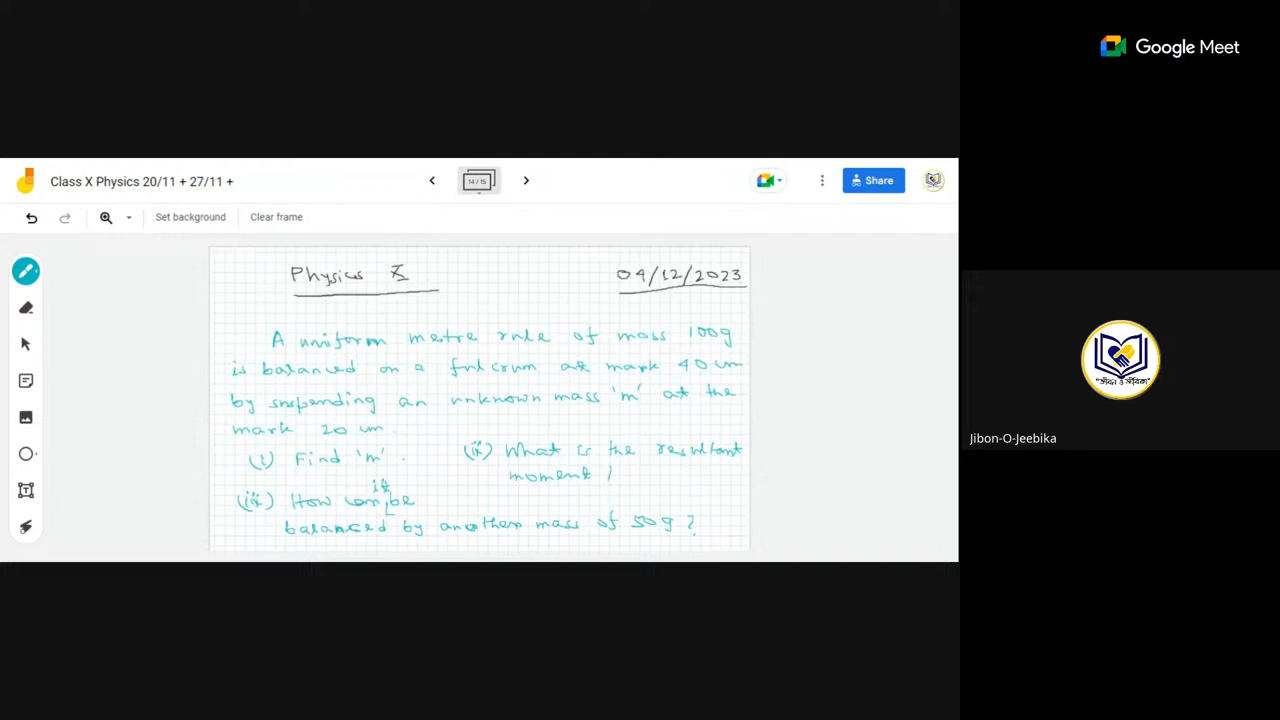 Google Meet
Class X Physics 20/11 + 27/11 +
14 / 15
Share
Set background
Clear frame
Physics X
04/12/2023
A uniform metre rule of mass 100g
is balanced on a fulcrum at mark 40 cm
by suspending an unknown mass 'm' at the
mark 20 cm.
(i) Find 'm'.
(ii) What is the resultant
moment?
(iii) How can it be
balanced by another mass of 50g?
"জীবন ও জীবিকা"
Jibon-O-Jeebika